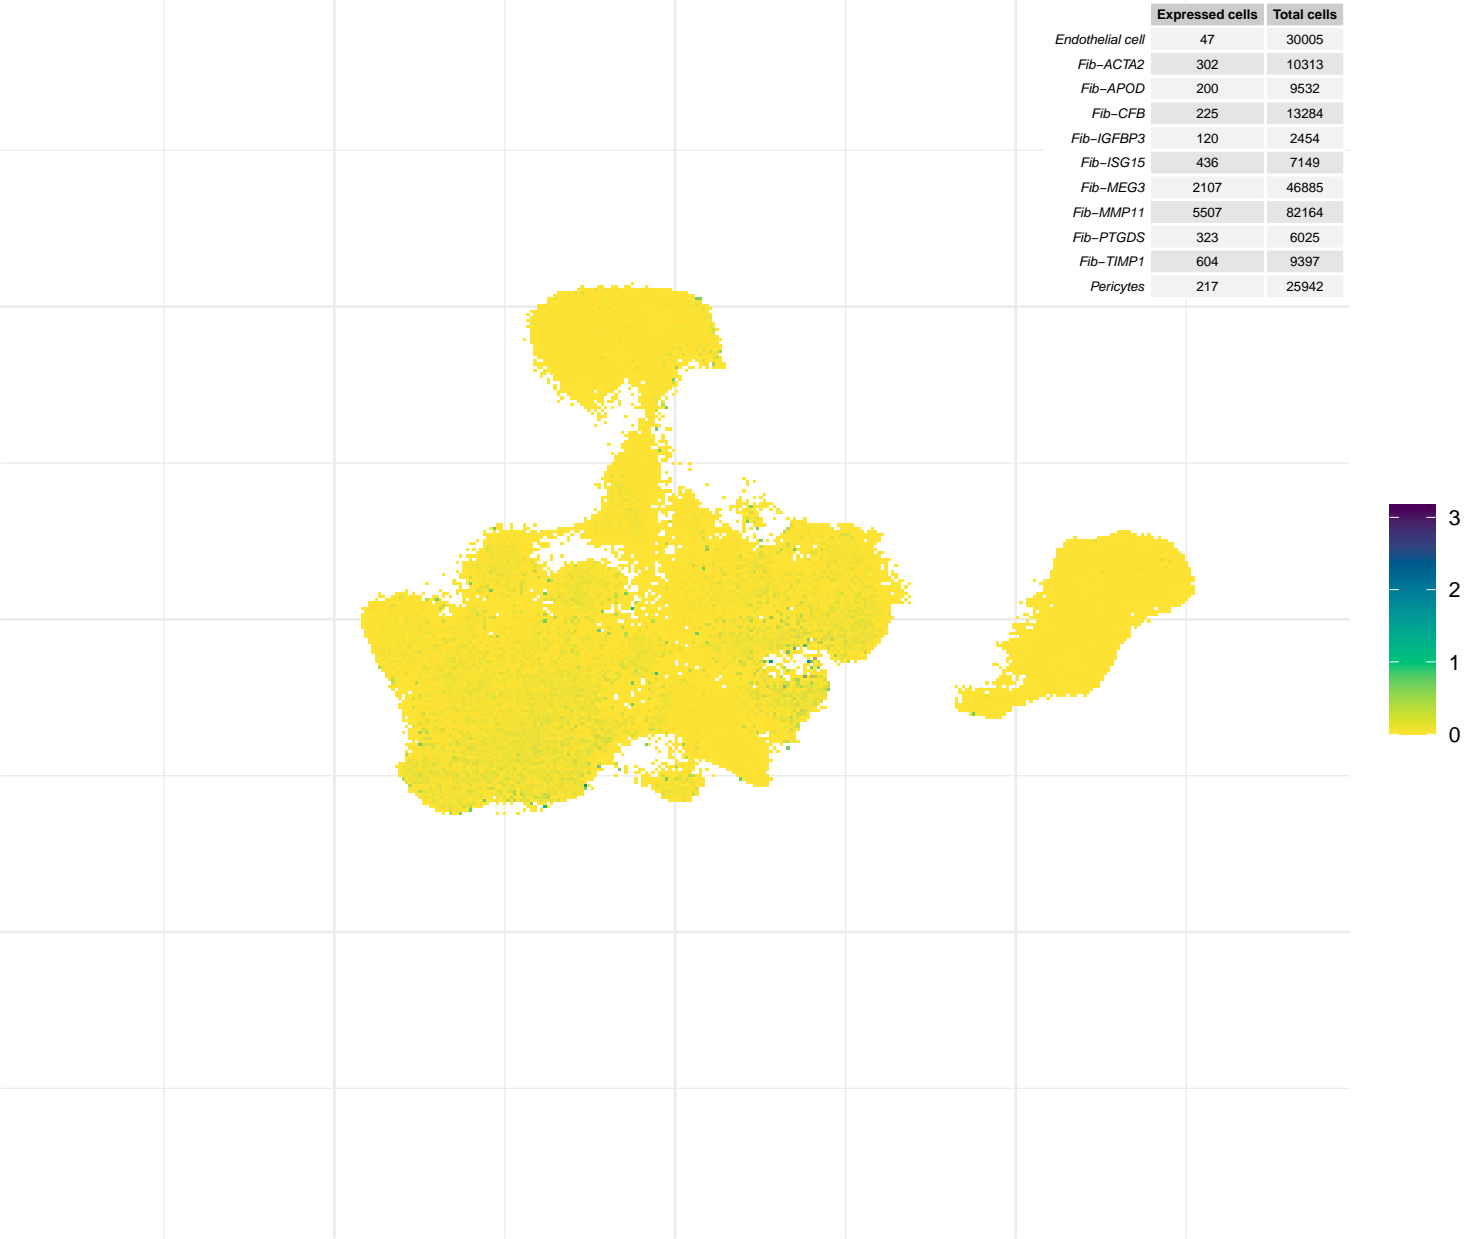 Expressed cells Total cells
Endothelial cell 47 30005
Fib−ACTA2 302 10313
Fib−APOD 200 9532
Fib−CFB 225 13284
Fib−IGFBP3 120 2454
Fib−ISG15 436 7149
Fib−MEG3 2107 46885
Fib−MMP11 5507 82164
Fib−PTGDS 323 6025
Fib−TIMP1 604 9397
Pericytes 217 25942
3
2
1
0